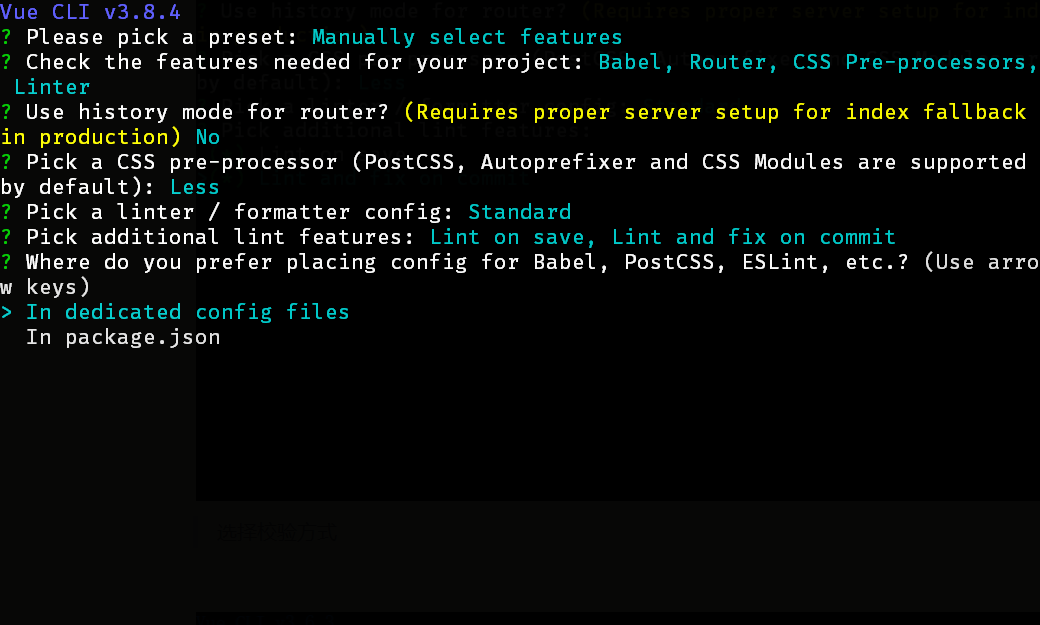 Vue CLI v3.8.4
? Please pick a preset: Manually select features
? Check the features needed for your project: Babel, Router, CSS Pre-processors,
Linter
? Use history mode for router? (Requires proper server setup for index fallback
in production) No
? Pick a CSS pre-processor (PostCSS, Autoprefixer and CSS Modules are supported
by default): Less
? Pick a linter / formatter config: Standard
? Pick additional lint features: Lint on save, Lint and fix on commit
? Where do you prefer placing config for Babel, PostCSS, ESLint, etc.? (Use arro
w keys)
> In dedicated config files
In package.json